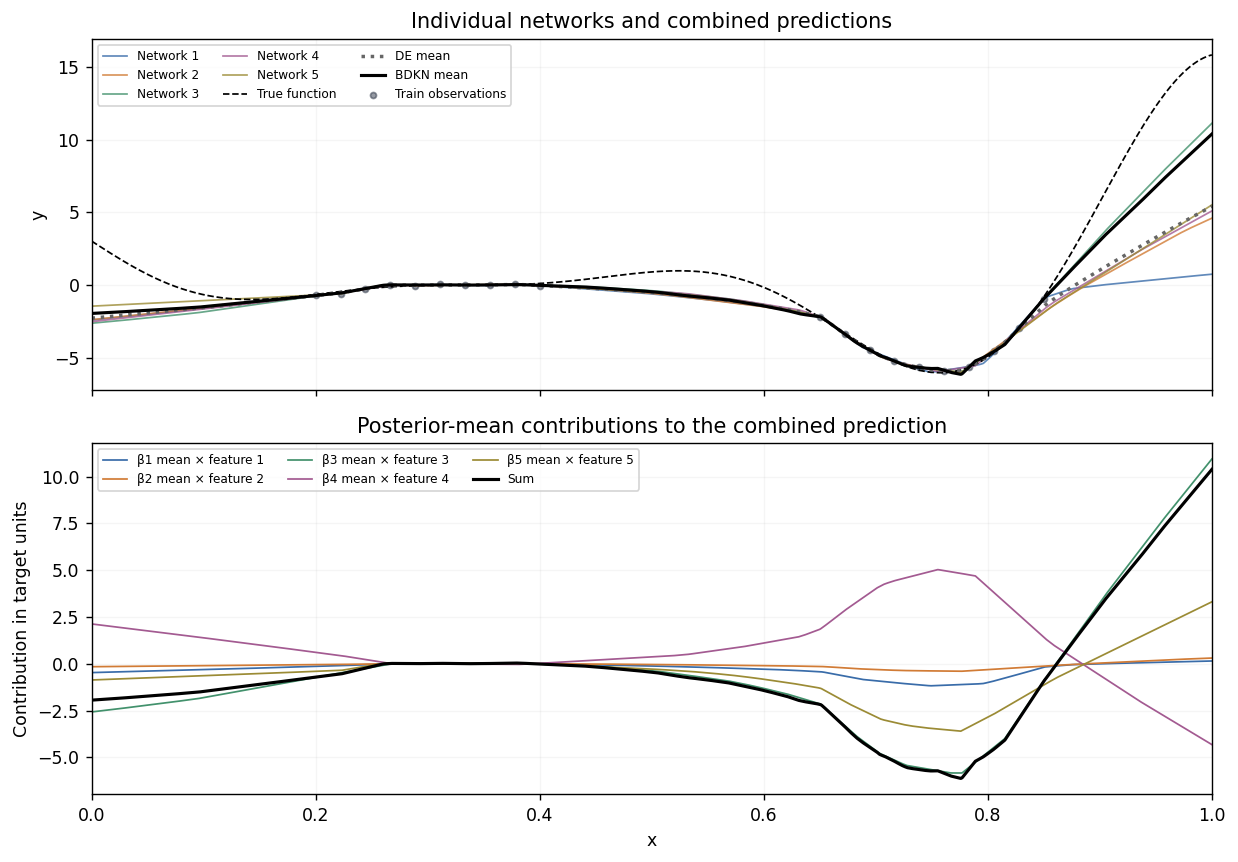 Individual networks and combined predictions
Network 1 Network 4 DE mean
Network 2 Network 5 BDKN mean
Network 3 True function Train observations
15
10
5
0
−5
y
Posterior-mean contributions to the combined prediction
β1 mean × feature 1 β3 mean × feature 3 β5 mean × feature 5
β2 mean × feature 2 β4 mean × feature 4 Sum
10.0
7.5
5.0
2.5
0.0
−2.5
−5.0
Contribution in target units
0.0 0.2 0.4 0.6 0.8 1.0
x